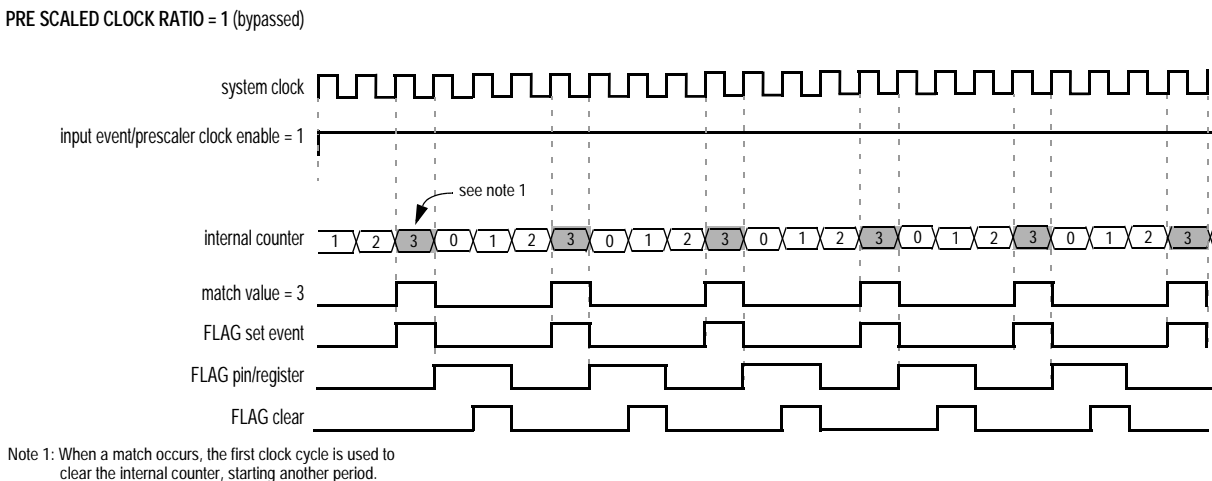 PRE SCALED CLOCK RATIO = 1 (bypassed)
system clock
input event/prescaler clock enable = 1
see note 1
internal counter 1 2 3 0 1 2 3 0 1 2 3 0 1 2 3 0 1 2 3 0 1 2 3
match value = 3
FLAG set event
FLAG pin/register
FLAG clear
Note 1: When a match occurs, the first clock cycle is used to
clear the internal counter, starting another period.